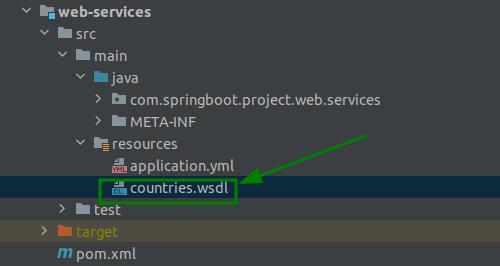 web-services
src
main
java
com.springboot.project.web.services
META-INF
resources
YML application.yml
DL countries.wsdl
test
target
m pom.xml